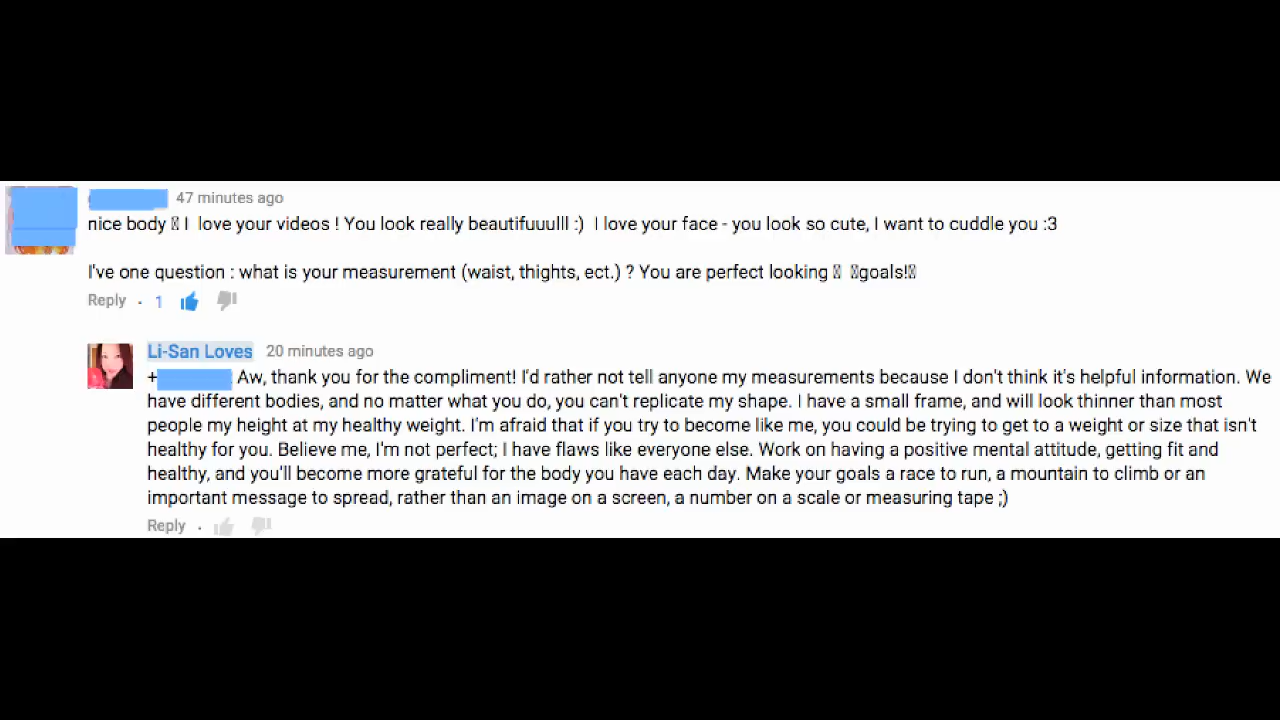 47 minutes ago
nice body I love your videos ! You look really beautifuuulll :) I love your face - you look so cute, I want to cuddle you :3
I've one question : what is your measurement (waist, thights, ect.) ? You are perfect looking goals!
Reply . 1
Li-San Loves 20 minutes ago
+ Aw, thank you for the compliment! I'd rather not tell anyone my measurements because I don't think it's helpful information. We
have different bodies, and no matter what you do, you can't replicate my shape. I have a small frame, and will look thinner than most
people my height at my healthy weight. I'm afraid that if you try to become like me, you could be trying to get to a weight or size that isn't
healthy for you. Believe me, I'm not perfect; I have flaws like everyone else. Work on having a positive mental attitude, getting fit and
healthy, and you'll become more grateful for the body you have each day. Make your goals a race to run, a mountain to climb or an
important message to spread, rather than an image on a screen, a number on a scale or measuring tape ;)
Reply .